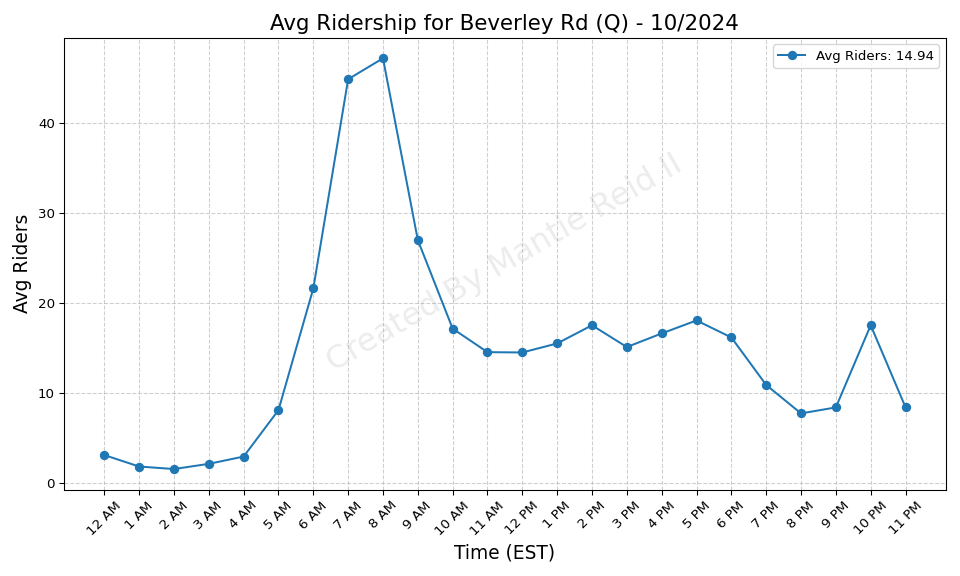 Avg Ridership for Beverley Rd (Q) - 10/2024
Avg Riders: 14.94
Avg Riders
40
30
20
10
0
Created By Mantie Reid II
12 AM
1 AM
2 AM
3 AM
4 AM
5 AM
6 AM
7 AM
8 AM
9 AM
10 AM
11 AM
12 PM
1 PM
2 PM
3 PM
4 PM
5 PM
6 PM
7 PM
8 PM
9 PM
10 PM
11 PM
Time (EST)